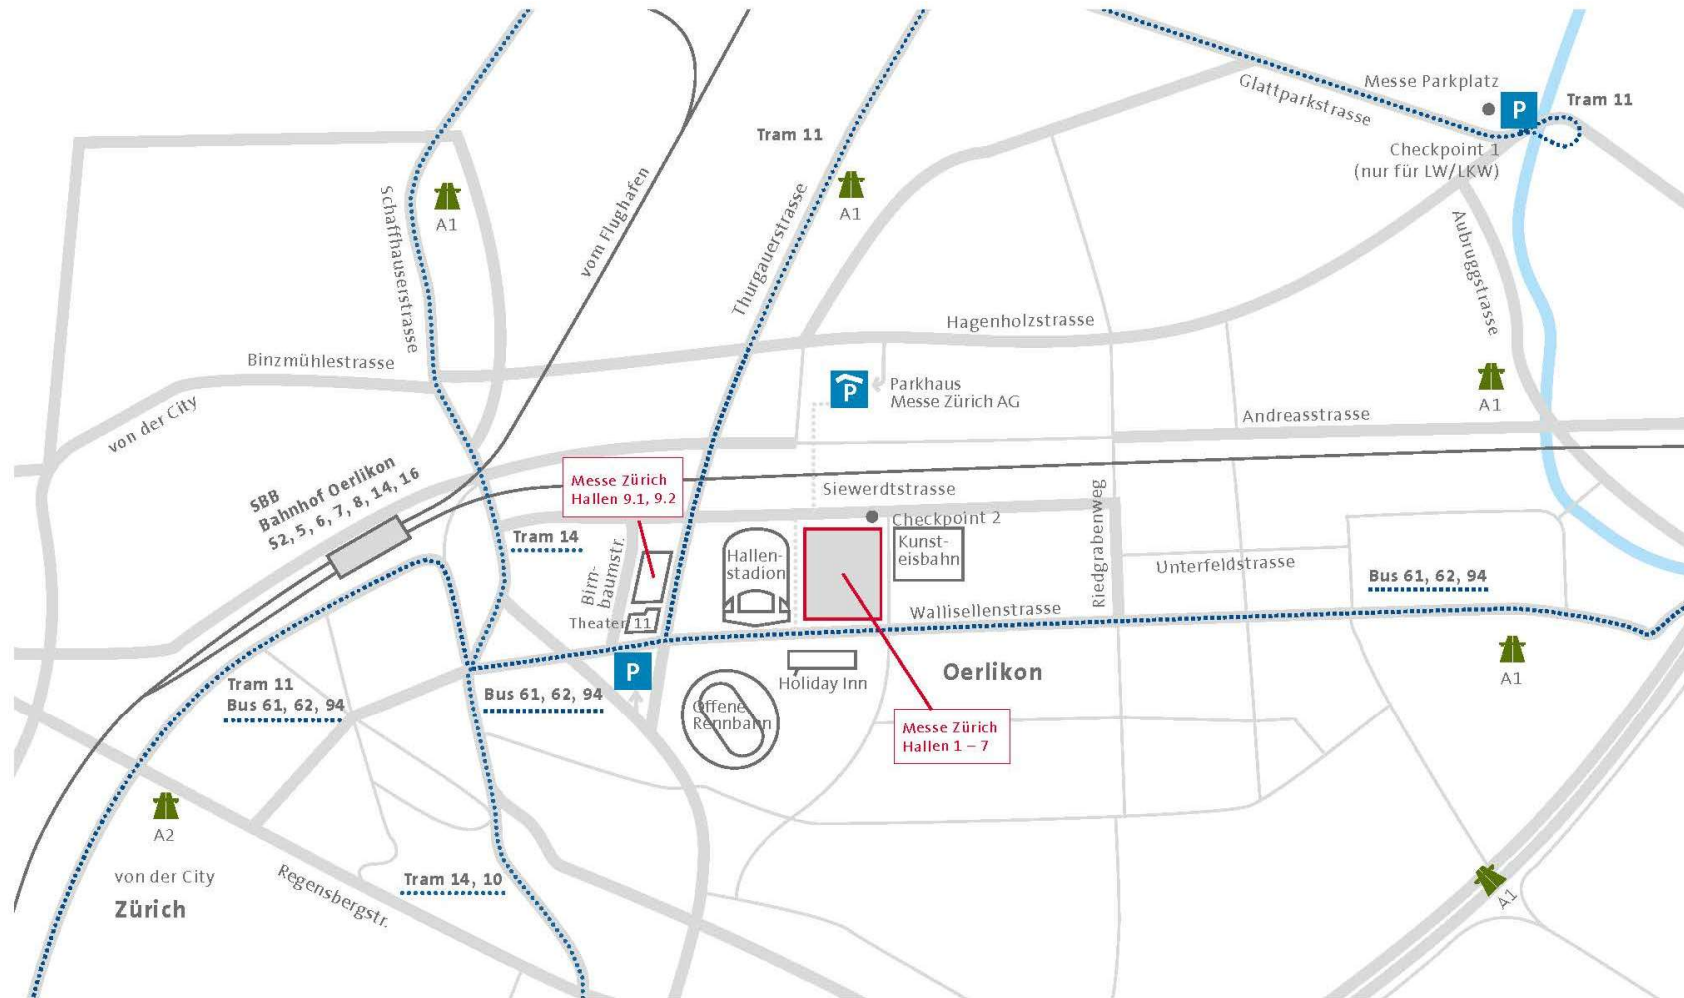 Messe Parkplatz
P
Tram 11
Glattparkstrasse
Checkpoint 1
(nur für LW/LKW)
Tram 11
A1
A1
Schaffhauserstrasse
vom Flughafen
Thurgauerstrasse
Aubruggstrasse
Hagenholzstrasse
Binzmühlestrasse
P
Parkhaus
Messe Zürich AG
A1
von der City
Andreasstrasse
SBB
Bahnhof Oerlikon
S2, 5, 6, 7, 8, 14, 16
Messe Zürich
Hallen 9.1, 9.2
Siewerdtstrasse
Checkpoint 2
Riedgrabenweg
Tram 14
Birn-
baumstr.
Hallen-
stadion
Kunst-
eisbahn
Unterfeldstrasse
Bus 61, 62, 94
Theater 11
Wallisellenstrasse
P
Holiday Inn
Oerlikon
A1
Tram 11
Bus 61, 62, 94
Bus 61, 62, 94
Offene
Rennbahn
Messe Zürich
Hallen 1 – 7
A2
von der City
Zürich
Regensbergstr.
Tram 14, 10
A1